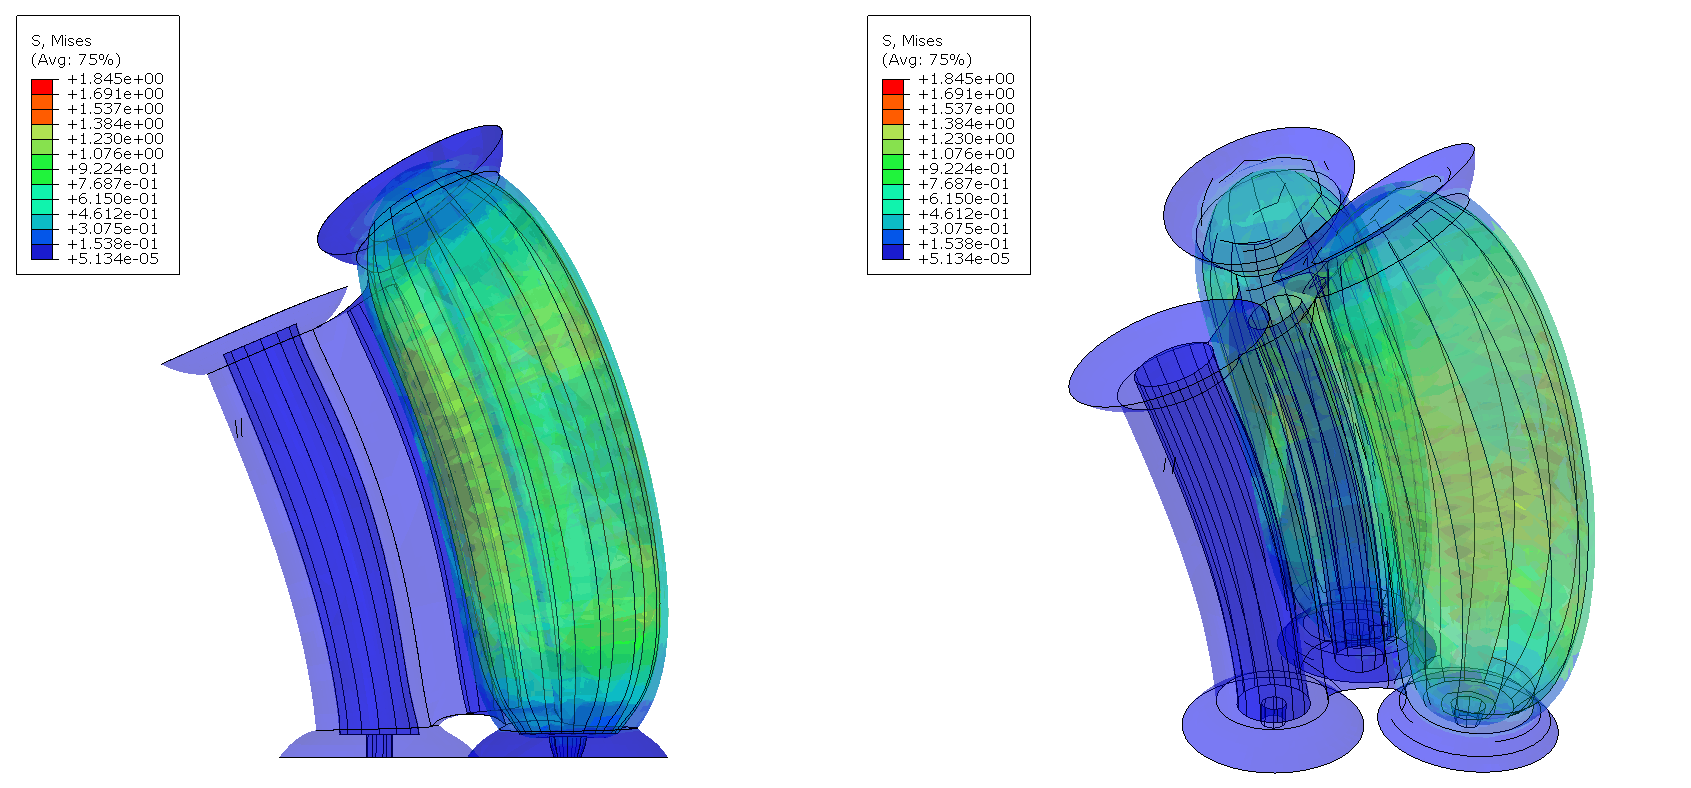 S, Mises
(Avg: 75%)
+1.845e+00
+1.691e+00
+1.537e+00
+1.384e+00
+1.230e+00
+1.076e+00
+9.224e-01
+7.687e-01
+6.150e-01
+4.612e-01
+3.075e-01
+1.538e-01
+5.134e-05
S, Mises
(Avg: 75%)
+1.845e+00
+1.691e+00
+1.537e+00
+1.384e+00
+1.230e+00
+1.076e+00
+9.224e-01
+7.687e-01
+6.150e-01
+4.612e-01
+3.075e-01
+1.538e-01
+5.134e-05